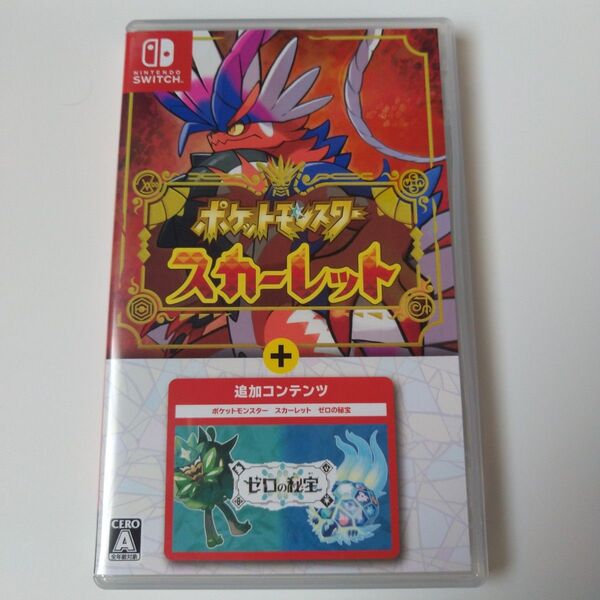 NINTENDO
SWITCH™
ポケットモンスター
スカーレット
+
追加コンテンツ
ポケットモンスター スカーレット ゼロの秘宝
ゼロの秘宝
CERO
A
全年齢対象